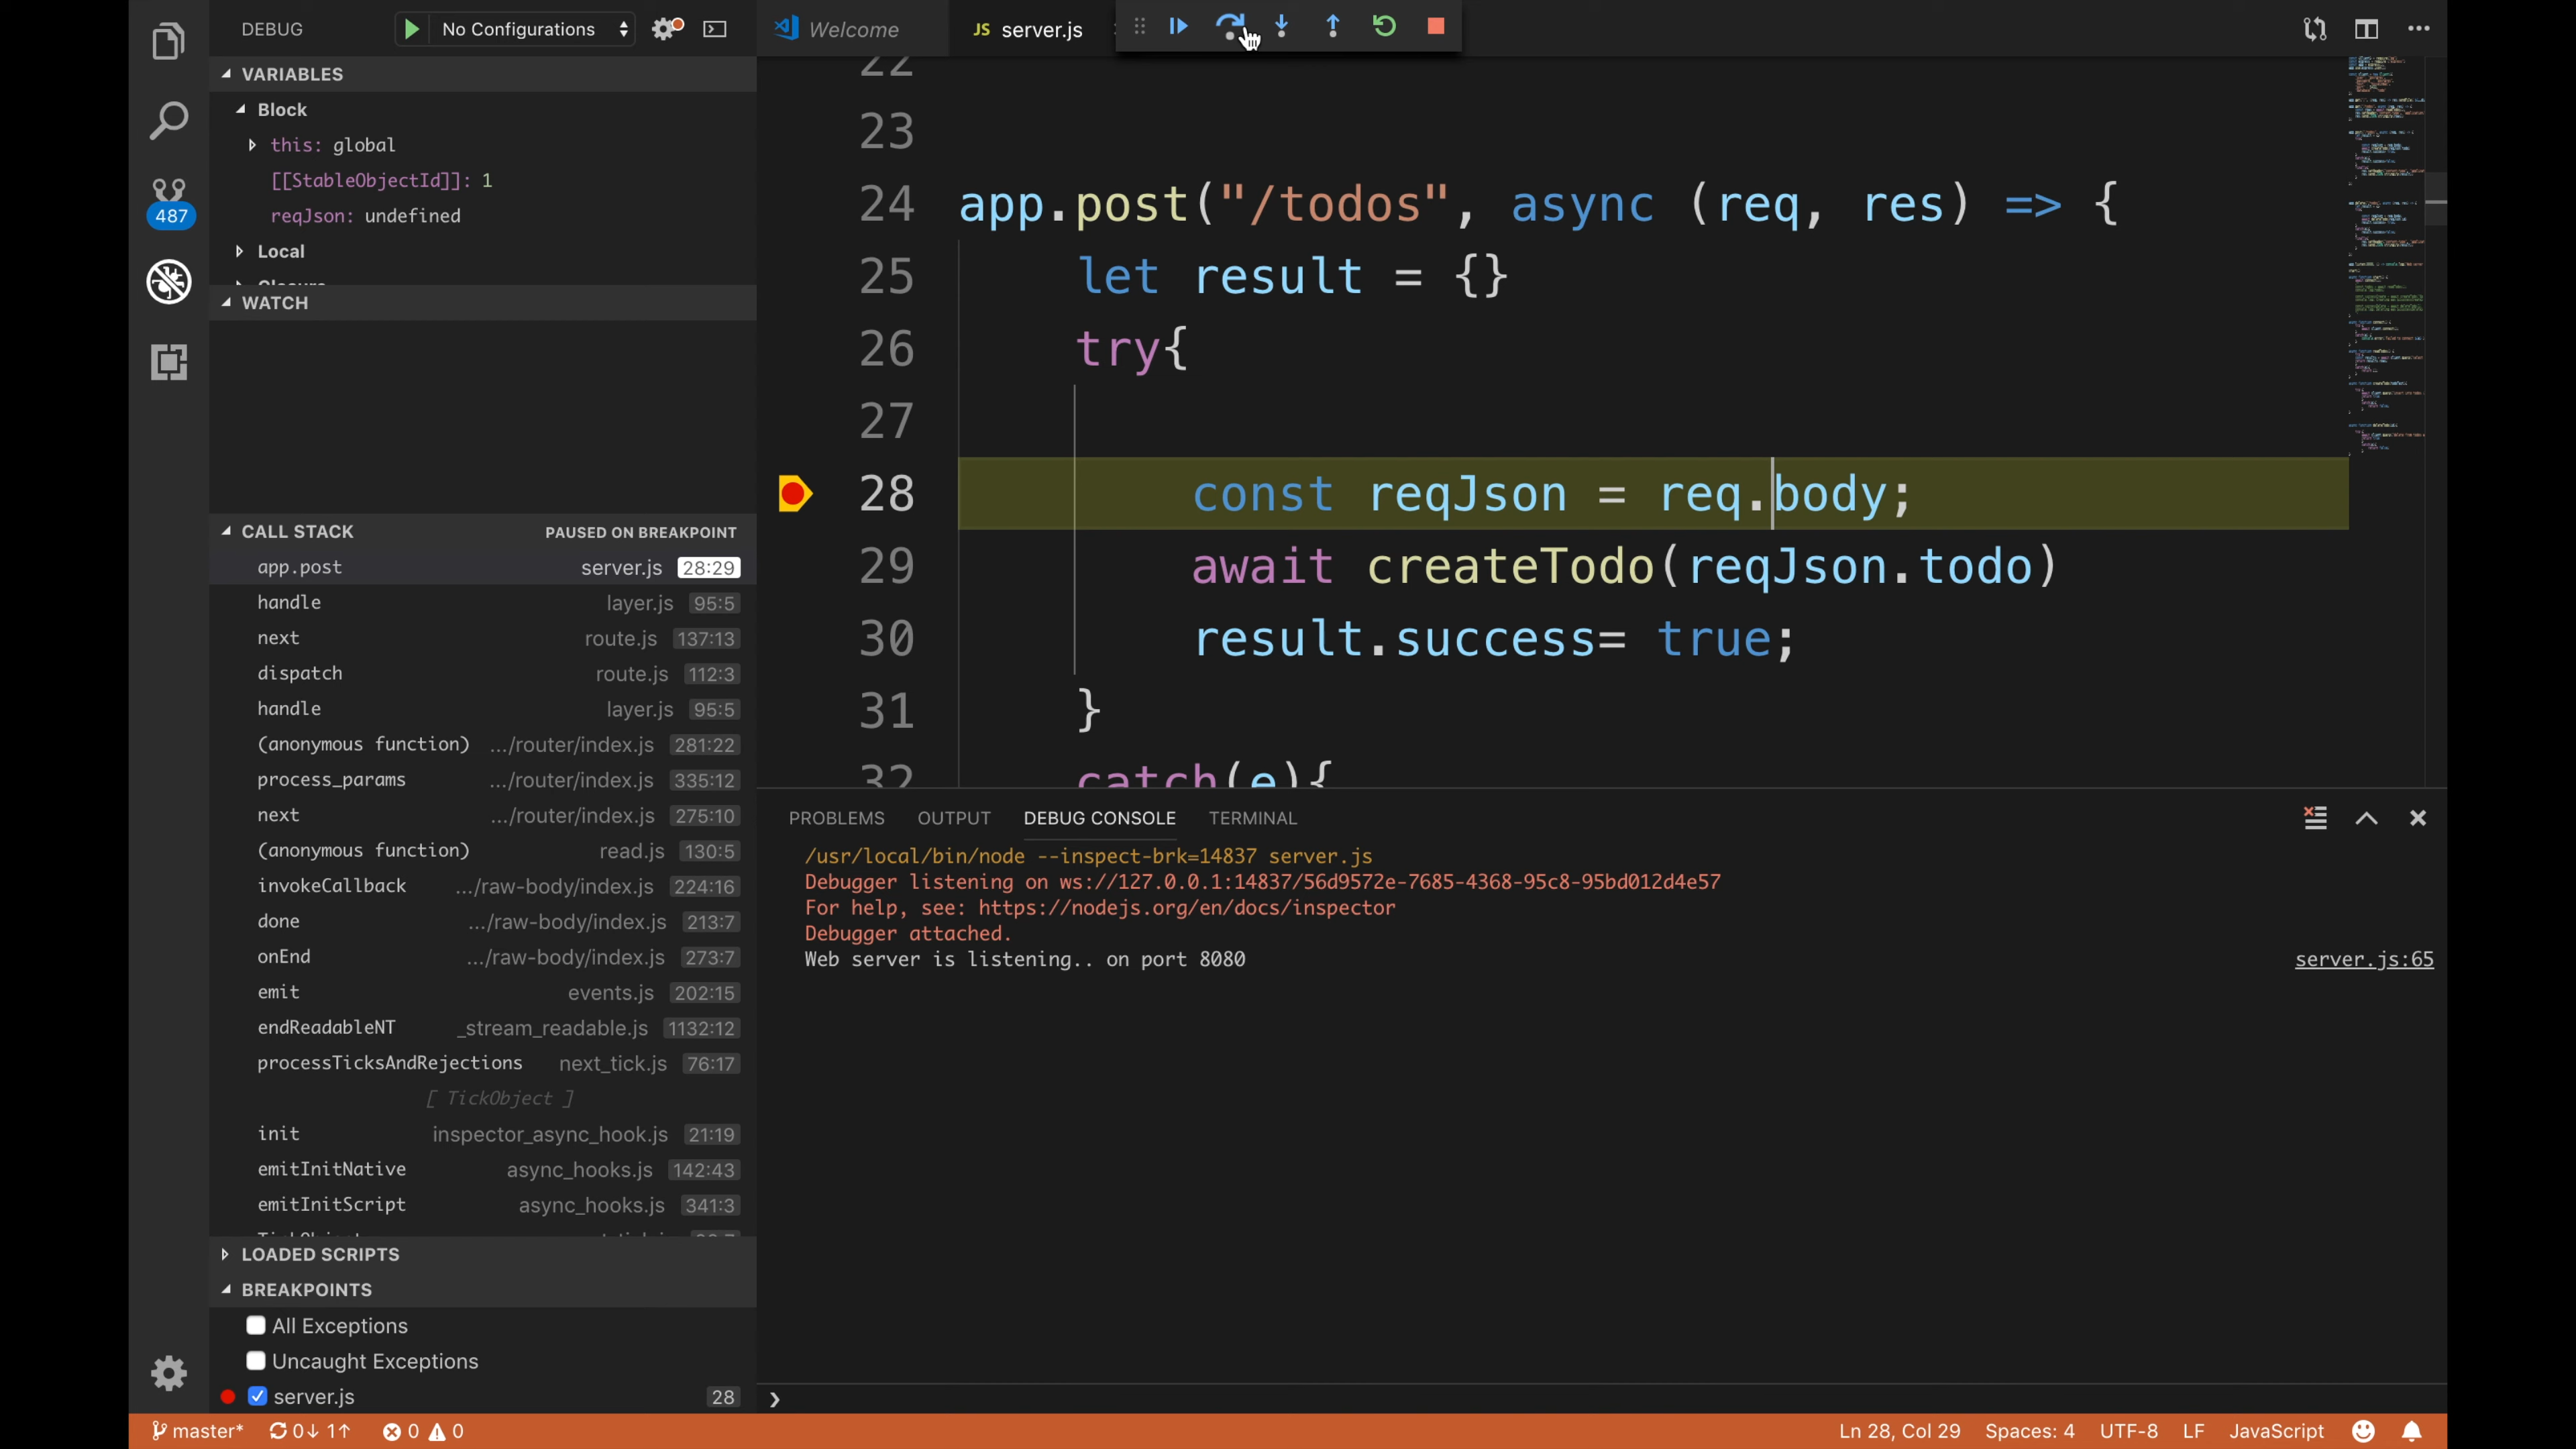 DEBUG
No Configurations
Welcome
JS server.js
VARIABLES
Block
this: global
[[StableObjectId]]: 1
reqJson: undefined
487
Local
Closure
WATCH
CALL STACK PAUSED ON BREAKPOINT
app.post server.js 28:29
handle layer.js 95:5
next route.js 137:13
dispatch route.js 112:3
handle layer.js 95:5
(anonymous function) .../router/index.js 281:22
process_params .../router/index.js 335:12
next .../router/index.js 275:10
(anonymous function) read.js 130:5
invokeCallback .../raw-body/index.js 224:16
done .../raw-body/index.js 213:7
onEnd .../raw-body/index.js 273:7
emit events.js 202:15
endReadableNT _stream_readable.js 1132:12
processTicksAndRejections next_tick.js 76:17
[ TickObject ]
init inspector_async_hook.js 21:19
emitInitNative async_hooks.js 142:43
emitInitScript async_hooks.js 341:3
LOADED SCRIPTS
BREAKPOINTS
All Exceptions
Uncaught Exceptions
server.js 28
22
23
24 app.post("/todos", async (req, res) => {
25 let result = {}
26 try{
27
28 const reqJson = req.body;
29 await createTodo(reqJson.todo)
30 result.success= true;
31 }
32 catch(e){
PROBLEMS OUTPUT DEBUG CONSOLE TERMINAL
/usr/local/bin/node --inspect-brk=14837 server.js
Debugger listening on ws://127.0.0.1:14837/56d9572e-7685-4368-95c8-95bd012d4e57
For help, see: https://nodejs.org/en/docs/inspector
Debugger attached.
Web server is listening.. on port 8080 server.js:65
master* 0↓ 1↑ 0 0
Ln 28, Col 29 Spaces: 4 UTF-8 LF JavaScript